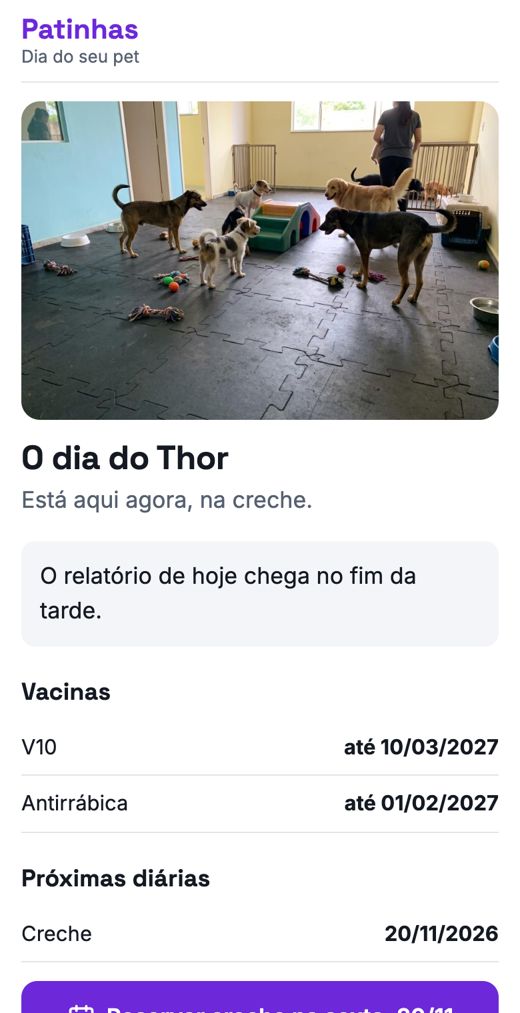 Patinhas
Dia do seu pet
O dia do Thor
Está aqui agora, na creche.
O relatório de hoje chega no fim da
tarde.
Vacinas
V10
até 10/03/2027
Antirrábica
até 01/02/2027
Próximas diárias
Creche
20/11/2026